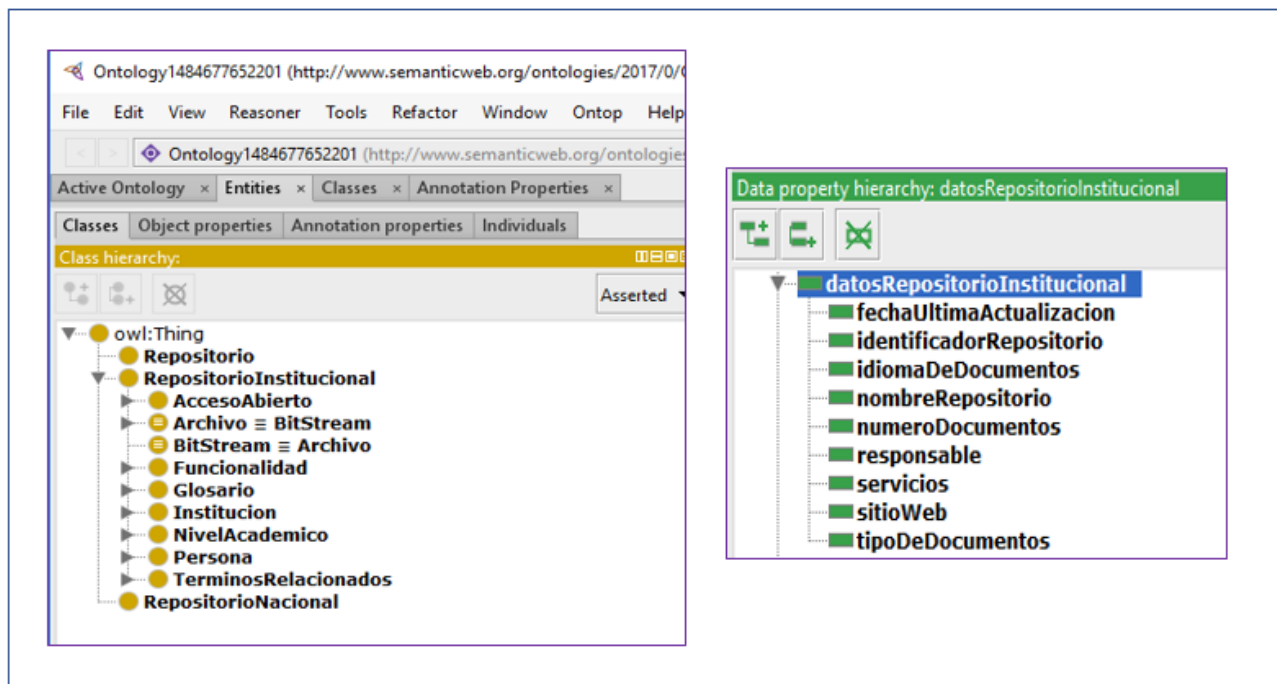 Ontology1484677652201 (http://www.semanticweb.org/ontologies/2017/0/
File Edit View Reasoner Tools Refactor Window Ontop Help
< > Ontology1484677652201 (http://www.semanticweb.org/ontologies
Active Ontology × Entities × Classes × Annotation Properties ×
Classes Object properties Annotation properties Individuals
Class hierarchy:
Asserted
owl:Thing
Repositorio
RepositorioInstitucional
AccesoAbierto
Archivo ≡ BitStream
BitStream ≡ Archivo
Funcionalidad
Glosario
Institucion
NivelAcademico
Persona
TerminosRelacionados
RepositorioNacional
Data property hierarchy: datosRepositorioInstitucional
datosRepositorioInstitucional
fechaUltimaActualizacion
identificadorRepositorio
idiomaDeDocumentos
nombreRepositorio
numeroDocumentos
responsable
servicios
sitioWeb
tipoDeDocumentos